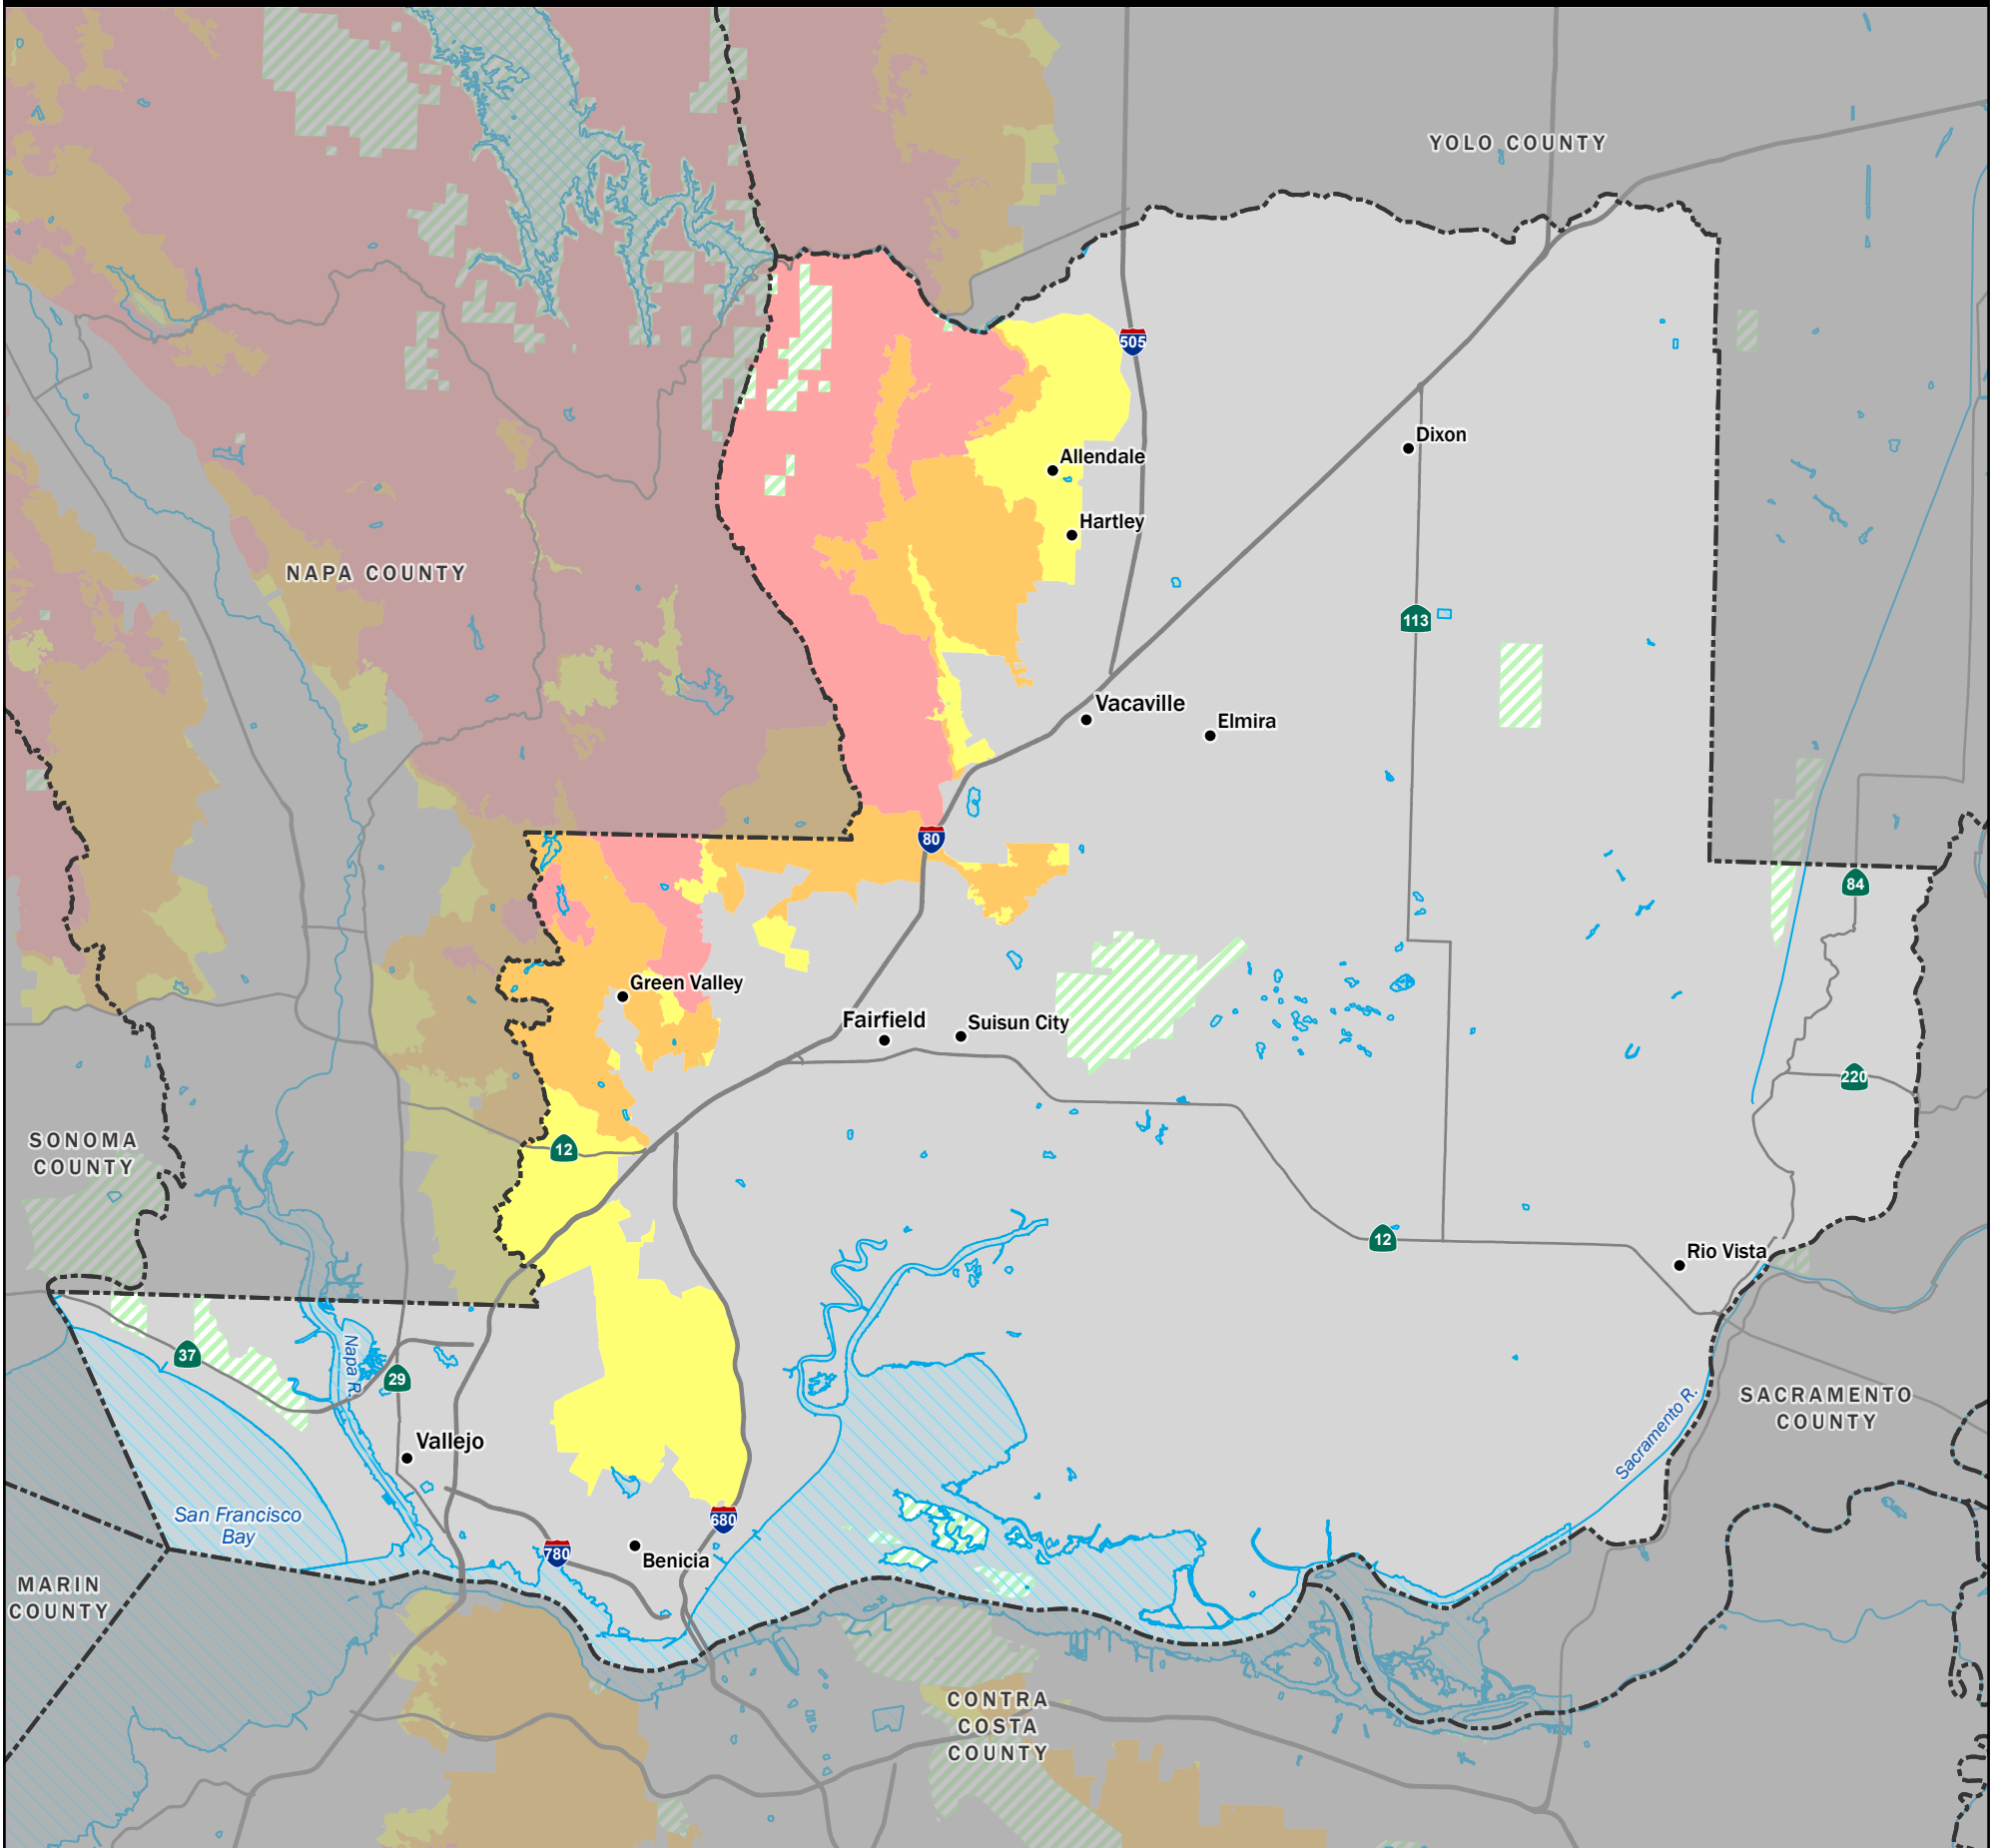 YOLO COUNTY
505
Dixon
Allendale
Hartley
NAPA COUNTY
113
Vacaville
Elmira
80
84
Green Valley
Fairfield
Suisun City
220
SONOMA
COUNTY
12
12
Rio Vista
37
Napa R.
29
SACRAMENTO
COUNTY
Vallejo
Sacramento R.
San Francisco
Bay
680
780
Benicia
MARIN
COUNTY
CONTRA
COSTA
COUNTY